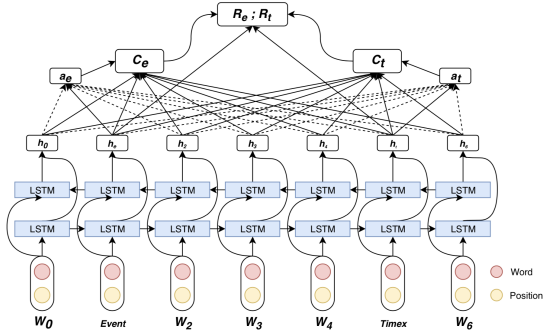 R_e ; R_t
C_e C_t
a_e a_t
h_0 h_e h_2 h_3 h_4 h_t h_6
LSTM LSTM LSTM LSTM LSTM LSTM LSTM
LSTM LSTM LSTM LSTM LSTM LSTM LSTM
Word
Position
W_0 Event W_2 W_3 W_4 Timex W_6